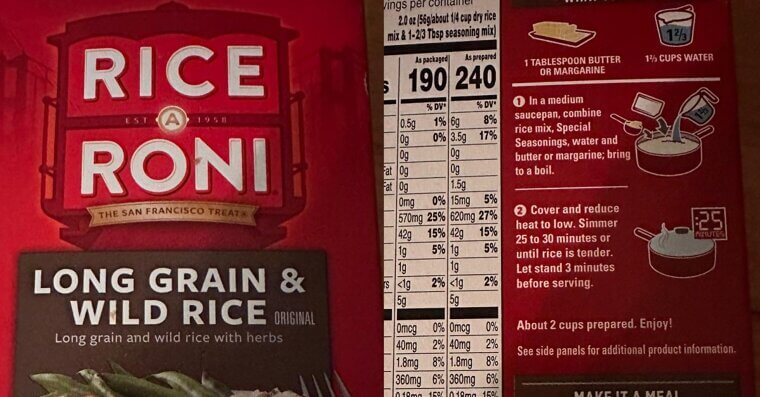 RICE
EST A 1958
RONI
THE SAN FRANCISCO TREAT®
LONG GRAIN &
WILD RICE ORIGINAL
Long grain and wild rice with herbs
vings per container
2.0 oz (56g/about 1/4 cup dry rice
mix & 1-2/3 Tbsp seasoning mix)
As packaged As prepared
s 190 240
% DV* % DV*
0.5g 1% 6g 8%
0g 0% 3.5g 17%
0g 0g
Fat 0g 0g
Fat 0g 1.5g
0mg 0% 15mg 5%
570mg 25% 620mg 27%
42g 15% 42g 15%
1g 5% 1g 5%
1g 1g
rs <1g 2% <1g 2%
5g 5g
0mcg 0% 0mcg 0%
40mg 2% 40mg 2%
1.8mg 8% 1.8mg 8%
360mg 6% 360mg 6%
0.18mg 15% 0.18mg 15%
1⅔
1 TABLESPOON BUTTER
OR MARGARINE
1⅔ CUPS WATER
1 In a medium
saucepan, combine
rice mix, Special
Seasonings, water and
butter or margarine; bring
to a boil.
2 Cover and reduce
heat to low. Simmer
25 to 30 minutes or
until rice is tender.
Let stand 3 minutes
before serving.
:25
MINUTES
About 2 cups prepared. Enjoy!
See side panels for additional product information.
MAKE IT A MEAL